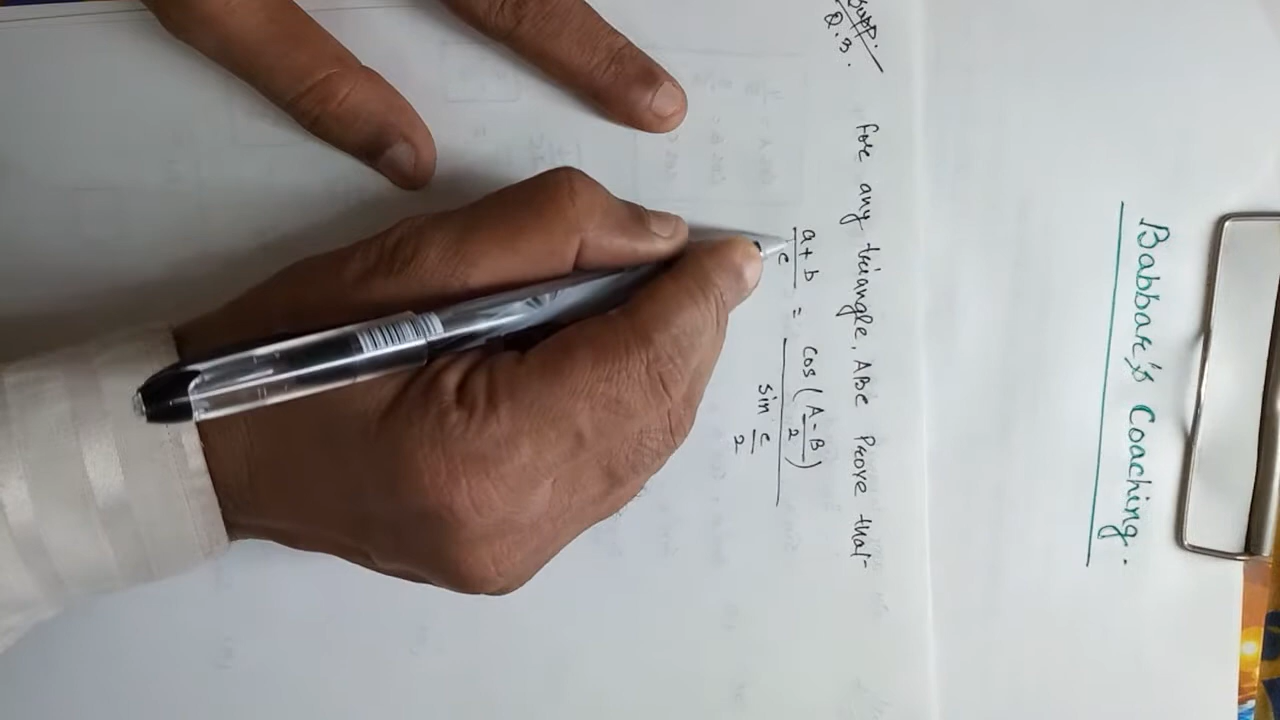 Babbar's Coaching.
Supp.
Q.3. For any triangle, ABC Prove that
a+b/c = cos(A-B/2)/sin c/2